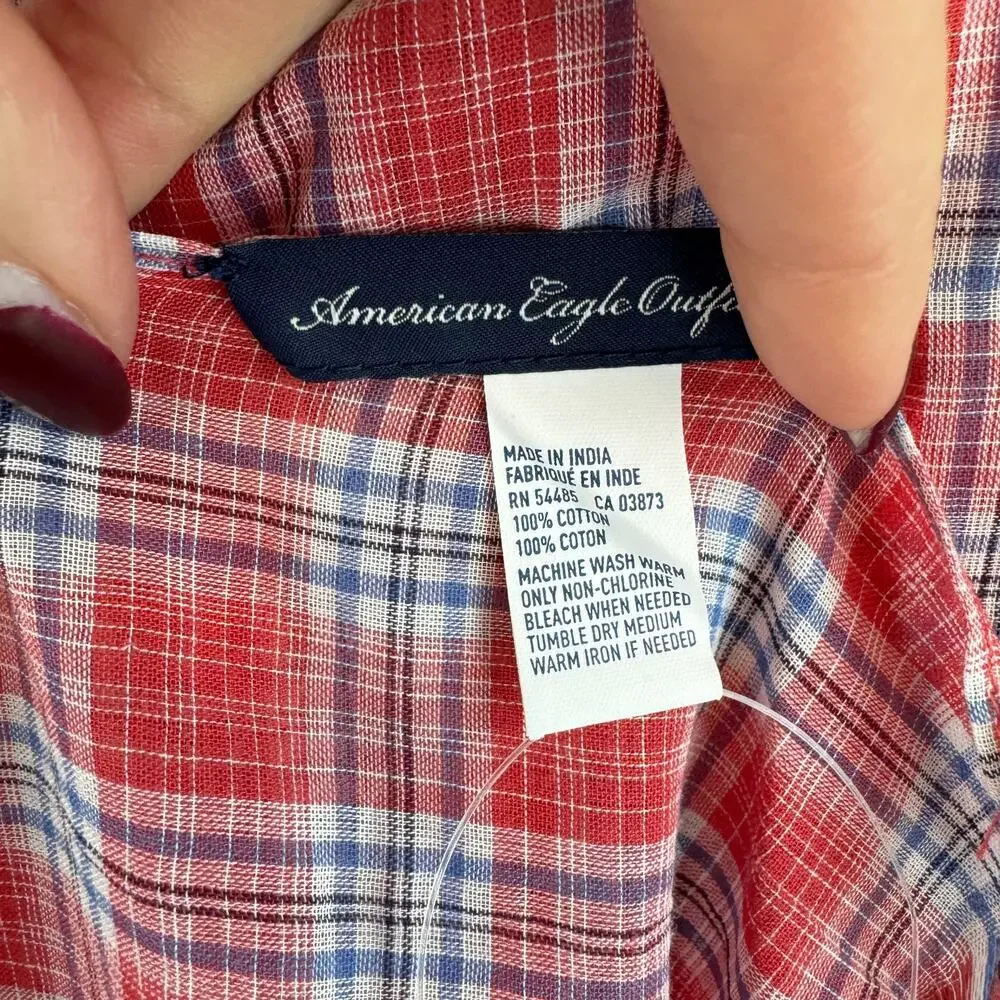 American Eagle Outfi
MADE IN INDIA
FABRIQUÉ EN INDE
RN 54485 CA 03873
100% COTTON
100% COTON
MACHINE WASH WARM
ONLY NON-CHLORINE
BLEACH WHEN NEEDED
TUMBLE DRY MEDIUM
WARM IRON IF NEEDED